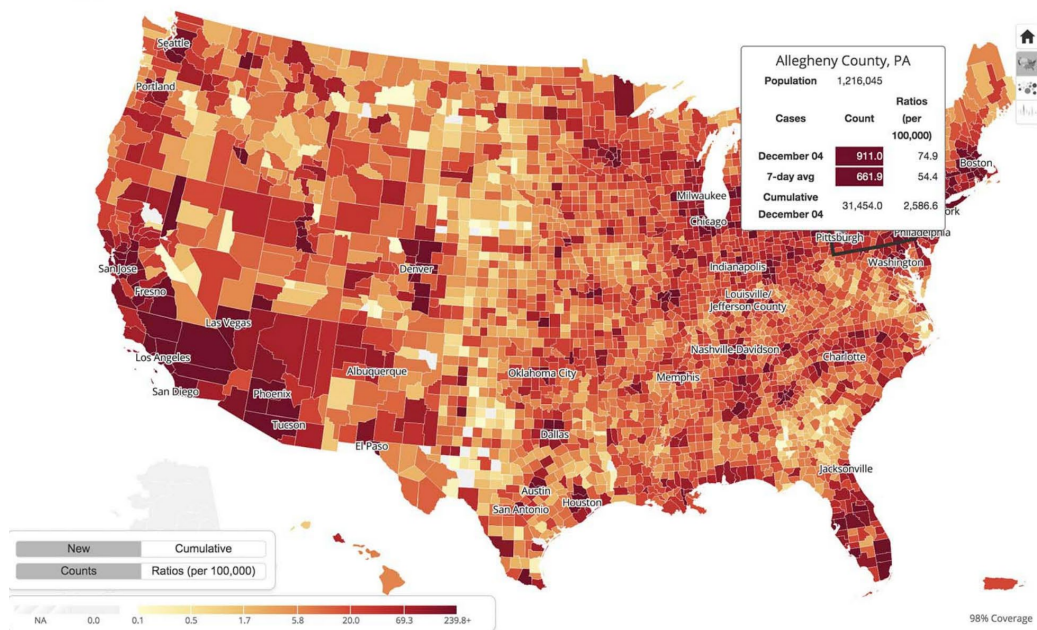 Seattle
Portland
Allegheny County, PA
Population 1,216,045
Cases Count Ratios (per 100,000)
December 04 911.0 74.9
7-day avg 661.9 54.4
Cumulative December 04 31,454.0 2,586.6
Boston
Milwaukee
Chicago
ork
Philadelphia
Pittsburgh
San Jose
Denver
Indianapolis
Washington
Fresno
Louisville/
Jefferson County
Las Vegas
Los Angeles
Nashville-Davidson
Charlotte
Albuquerque
Oklahoma City
Memphis
San Diego
Phoenix
Tucson
El Paso
Dallas
Jacksonville
Austin
Houston
San Antonio
New Cumulative
Counts Ratios (per 100,000)
NA 0.0 0.1 0.5 1.7 5.8 20.0 69.3 239.8+
98% Coverage